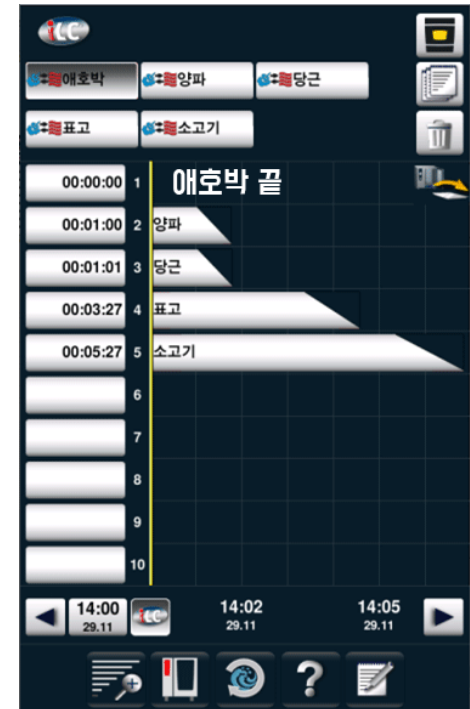 iLC
애호박 양파 당근
표고 소고기
00:00:00 1 애호박 끝
00:01:00 2 양파
00:01:01 3 당근
00:03:27 4 표고
00:05:27 5 소고기
6
7
8
9
10
14:00 iLC 14:02 14:05
29.11 29.11 29.11
?